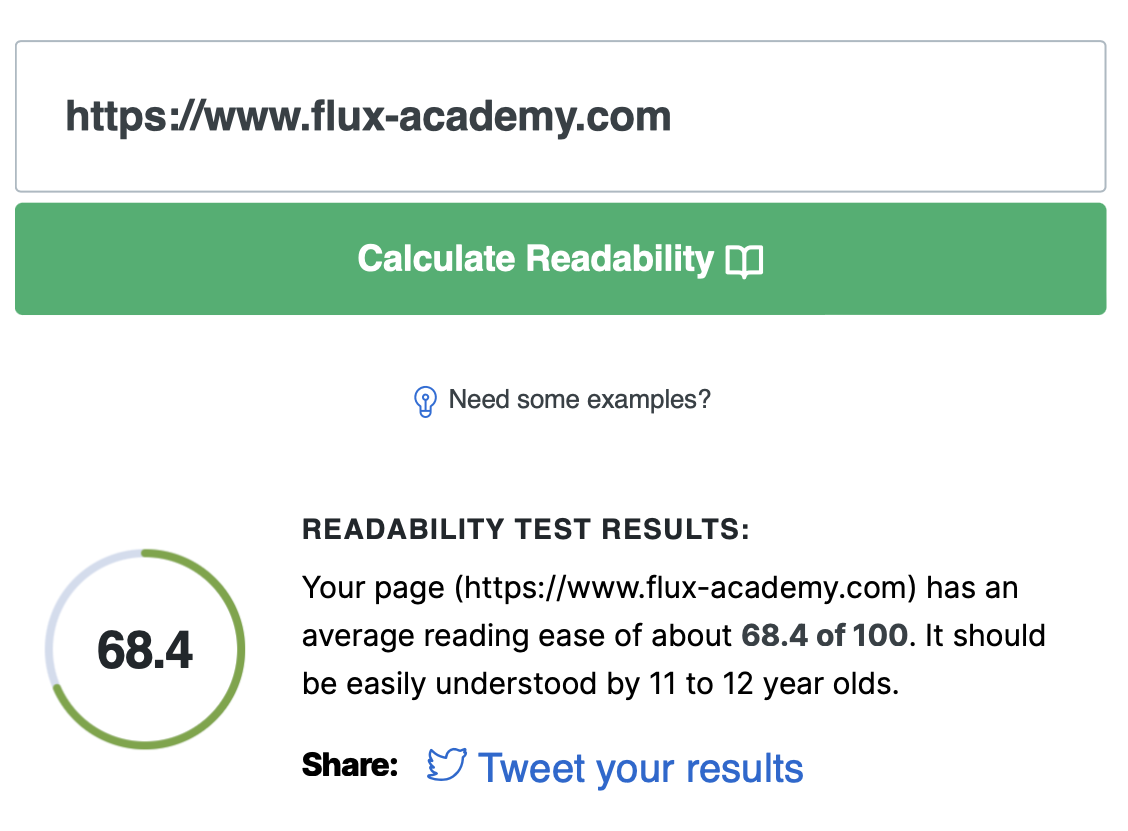 https://www.flux-academy.com
Calculate Readability
Need some examples?
READABILITY TEST RESULTS:
68.4
Your page (https://www.flux-academy.com) has an
average reading ease of about 68.4 of 100. It should
be easily understood by 11 to 12 year olds.
Share: Tweet your results